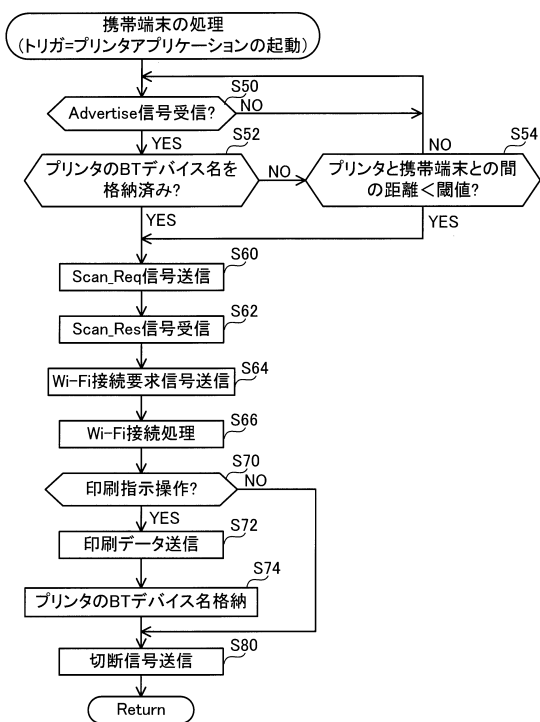 携帯端末の処理
(トリガ=プリンタアプリケーションの起動)
S50
Advertise信号受信?
NO
YES
S52
プリンタのBTデバイス名を
格納済み?
NO
YES
S54
NO
プリンタと携帯端末との間
の距離<閾値?
YES
S60
Scan_Req信号送信
S62
Scan_Res信号受信
S64
Wi-Fi接続要求信号送信
S66
Wi-Fi接続処理
S70
印刷指示操作?
NO
YES
S72
印刷データ送信
S74
プリンタのBTデバイス名格納
S80
切断信号送信
Return